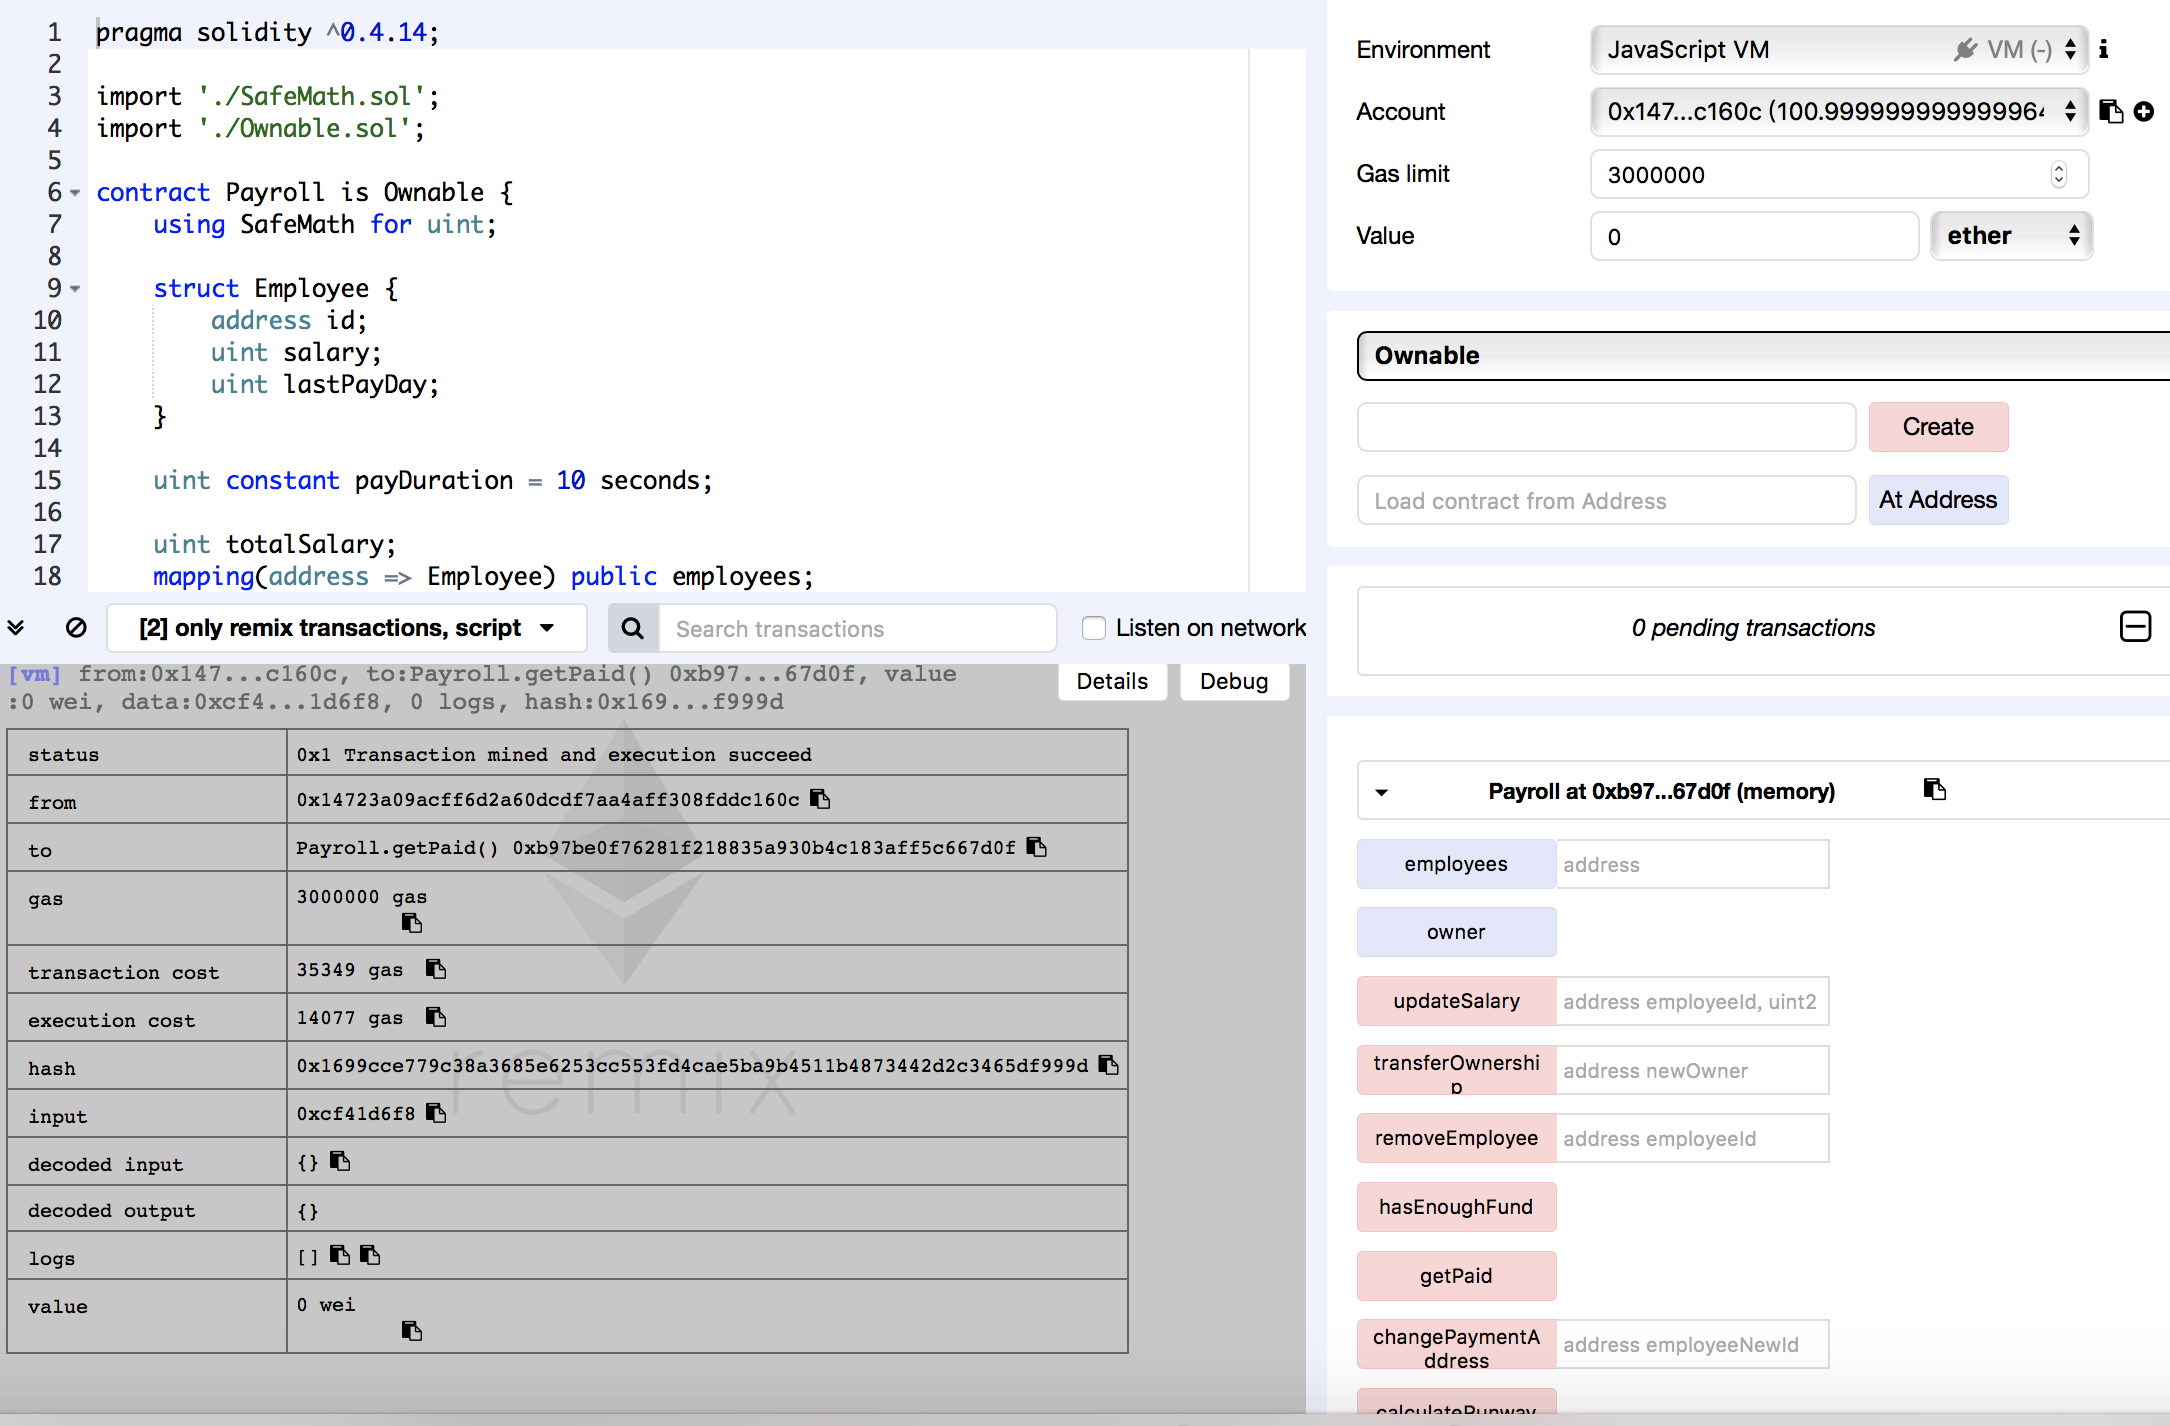 1 pragma solidity ^0.4.14;
2
3 import './SafeMath.sol';
4 import './Ownable.sol';
5
6 contract Payroll is Ownable {
7 using SafeMath for uint;
8
9 struct Employee {
10 address id;
11 uint salary;
12 uint lastPayDay;
13 }
14
15 uint constant payDuration = 10 seconds;
16
17 uint totalSalary;
18 mapping(address => Employee) public employees;
[2] only remix transactions, script
Search transactions
Listen on network
[vm] from:0x147...c160c, to:Payroll.getPaid() 0xb97...67d0f, value
:0 wei, data:0xcf4...1d6f8, 0 logs, hash:0x169...f999d
Details
Debug
status 0x1 Transaction mined and execution succeed
from 0x14723a09acff6d2a60dcdf7aa4aff308fddc160c
to Payroll.getPaid() 0xb97be0f76281f218835a930b4c183aff5c667d0f
gas 3000000 gas
transaction cost 35349 gas
execution cost 14077 gas
hash 0x1699cce779c38a3685e6253cc553fd4cae5ba9b4511b4873442d2c3465df999d
input 0xcf41d6f8
decoded input {}
decoded output {}
logs []
value 0 wei
remix
Environment JavaScript VM VM (-)
Account 0x147...c160c (100.999999999999964
Gas limit 3000000
Value 0 ether
Ownable
Create
Load contract from Address At Address
0 pending transactions
Payroll at 0xb97...67d0f (memory)
employees address
owner
updateSalary address employeeId, uint2
transferOwnershi
p
address newOwner
removeEmployee address employeeId
hasEnoughFund
getPaid
changePaymentA
ddress
address employeeNewId
calculateRunway